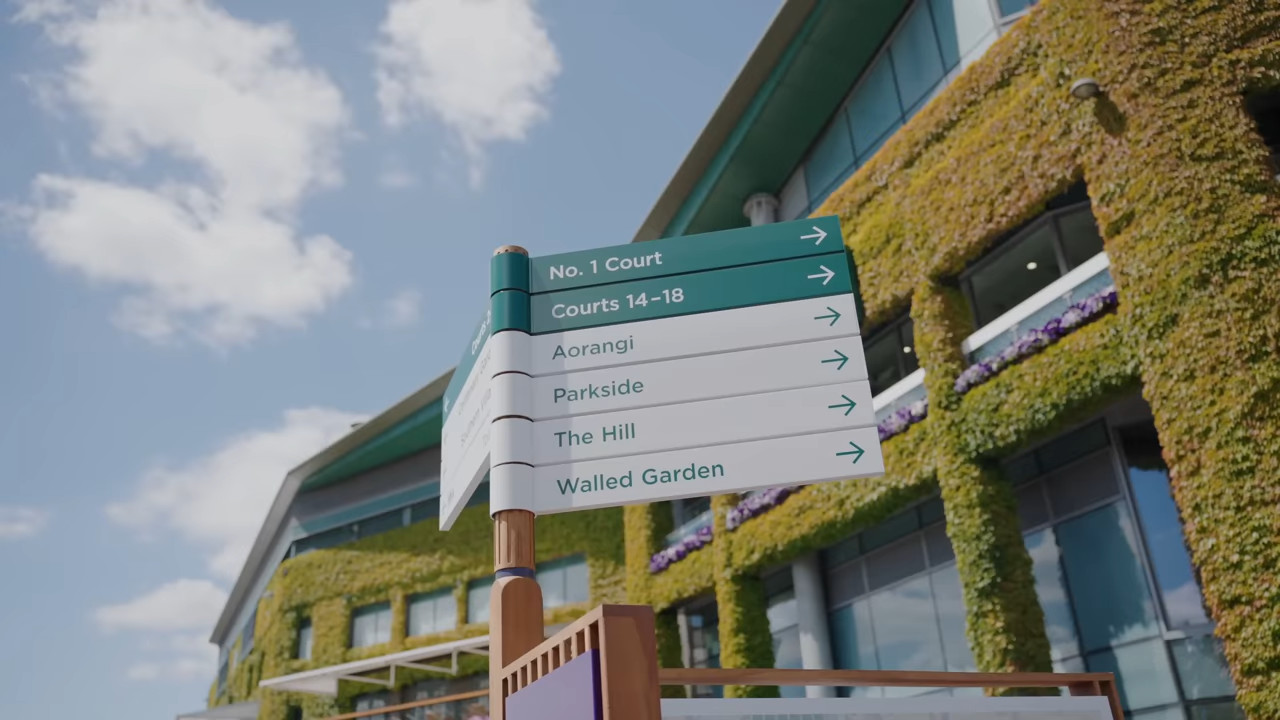 No. 1 Court
Courts 14–18
Aorangi
Parkside
The Hill
Walled Garden